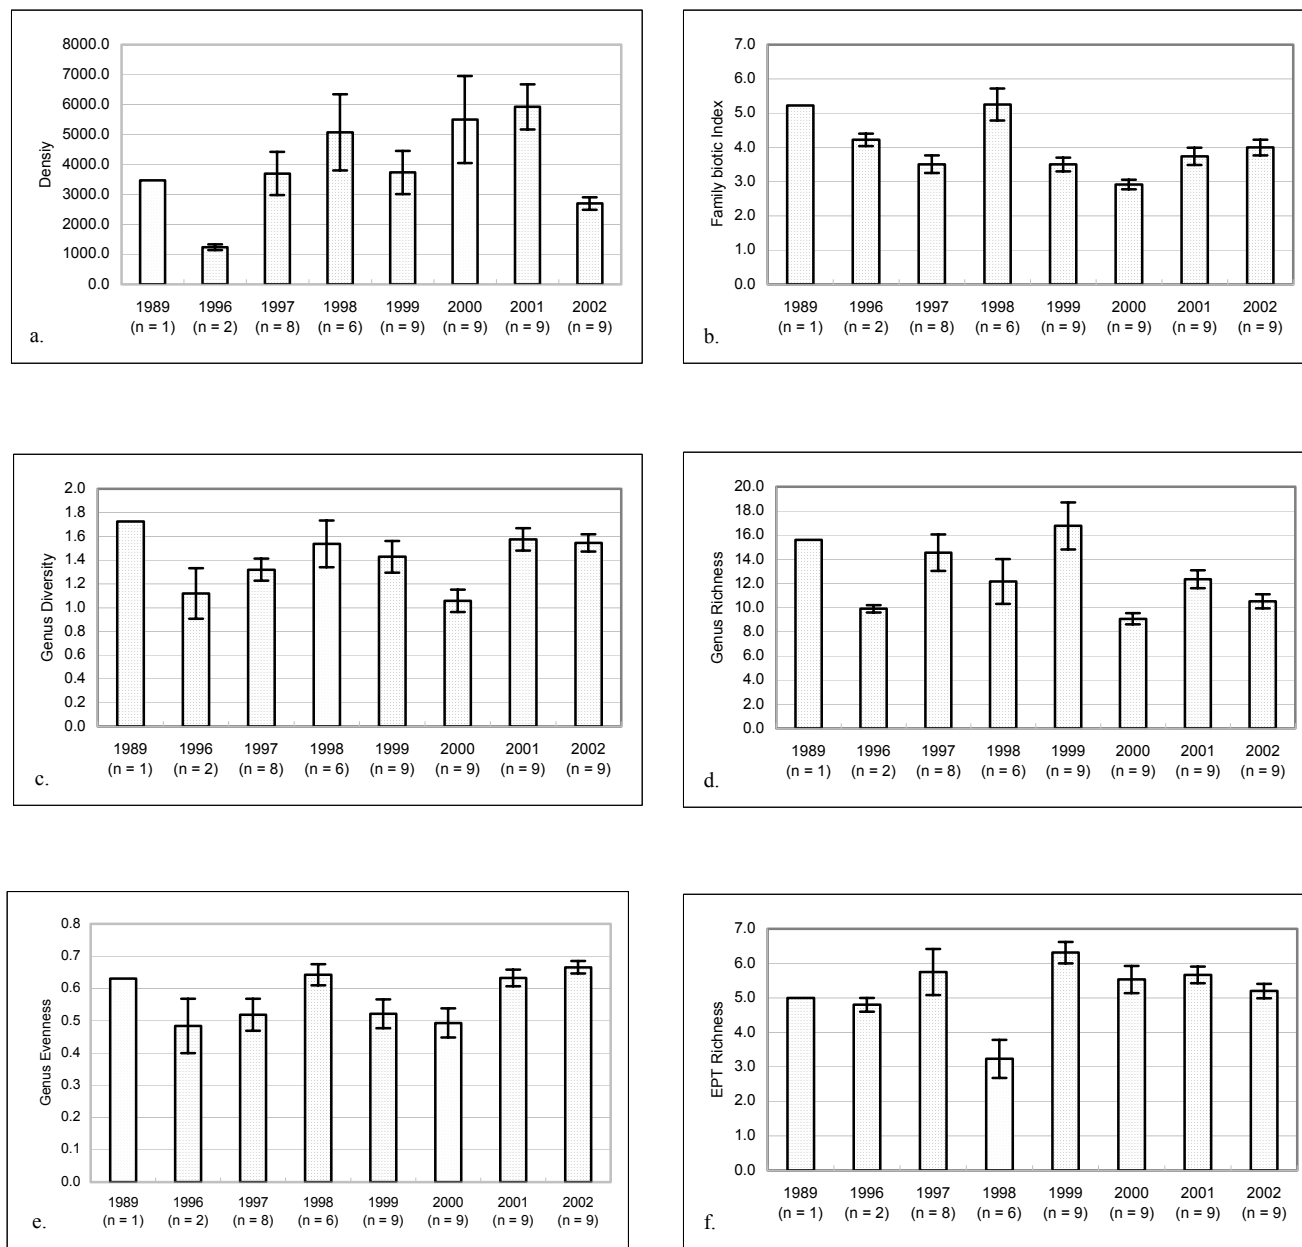 8000.0
7000.0
6000.0
5000.0
4000.0
3000.0
2000.0
1000.0
0.0
Densiy
1989 1996 1997 1998 1999 2000 2001 2002
(n = 1) (n = 2) (n = 8) (n = 6) (n = 9) (n = 9) (n = 9) (n = 9)
a.
7.0
6.0
5.0
4.0
3.0
2.0
1.0
0.0
Family biotic Index
1989 1996 1997 1998 1999 2000 2001 2002
(n = 1) (n = 2) (n = 8) (n = 6) (n = 9) (n = 9) (n = 9) (n = 9)
b.
2.0
1.8
1.6
1.4
1.2
1.0
0.8
0.6
0.4
0.2
0.0
Genus Diversity
1989 1996 1997 1998 1999 2000 2001 2002
(n = 1) (n = 2) (n = 8) (n = 6) (n = 9) (n = 9) (n = 9) (n = 9)
c.
20.0
18.0
16.0
14.0
12.0
10.0
8.0
6.0
4.0
2.0
0.0
Genus Richness
1989 1996 1997 1998 1999 2000 2001 2002
(n = 1) (n = 2) (n = 8) (n = 6) (n = 9) (n = 9) (n = 9) (n = 9)
d.
0.8
0.7
0.6
0.5
0.4
0.3
0.2
0.1
0.0
Genus Evenness
1989 1996 1997 1998 1999 2000 2001 2002
(n = 1) (n = 2) (n = 8) (n = 6) (n = 9) (n = 9) (n = 9) (n = 9)
e.
7.0
6.0
5.0
4.0
3.0
2.0
1.0
0.0
EPT Richness
1989 1996 1997 1998 1999 2000 2001 2002
(n = 1) (n = 2) (n = 8) (n = 6) (n = 9) (n = 9) (n = 9) (n = 9)
f.